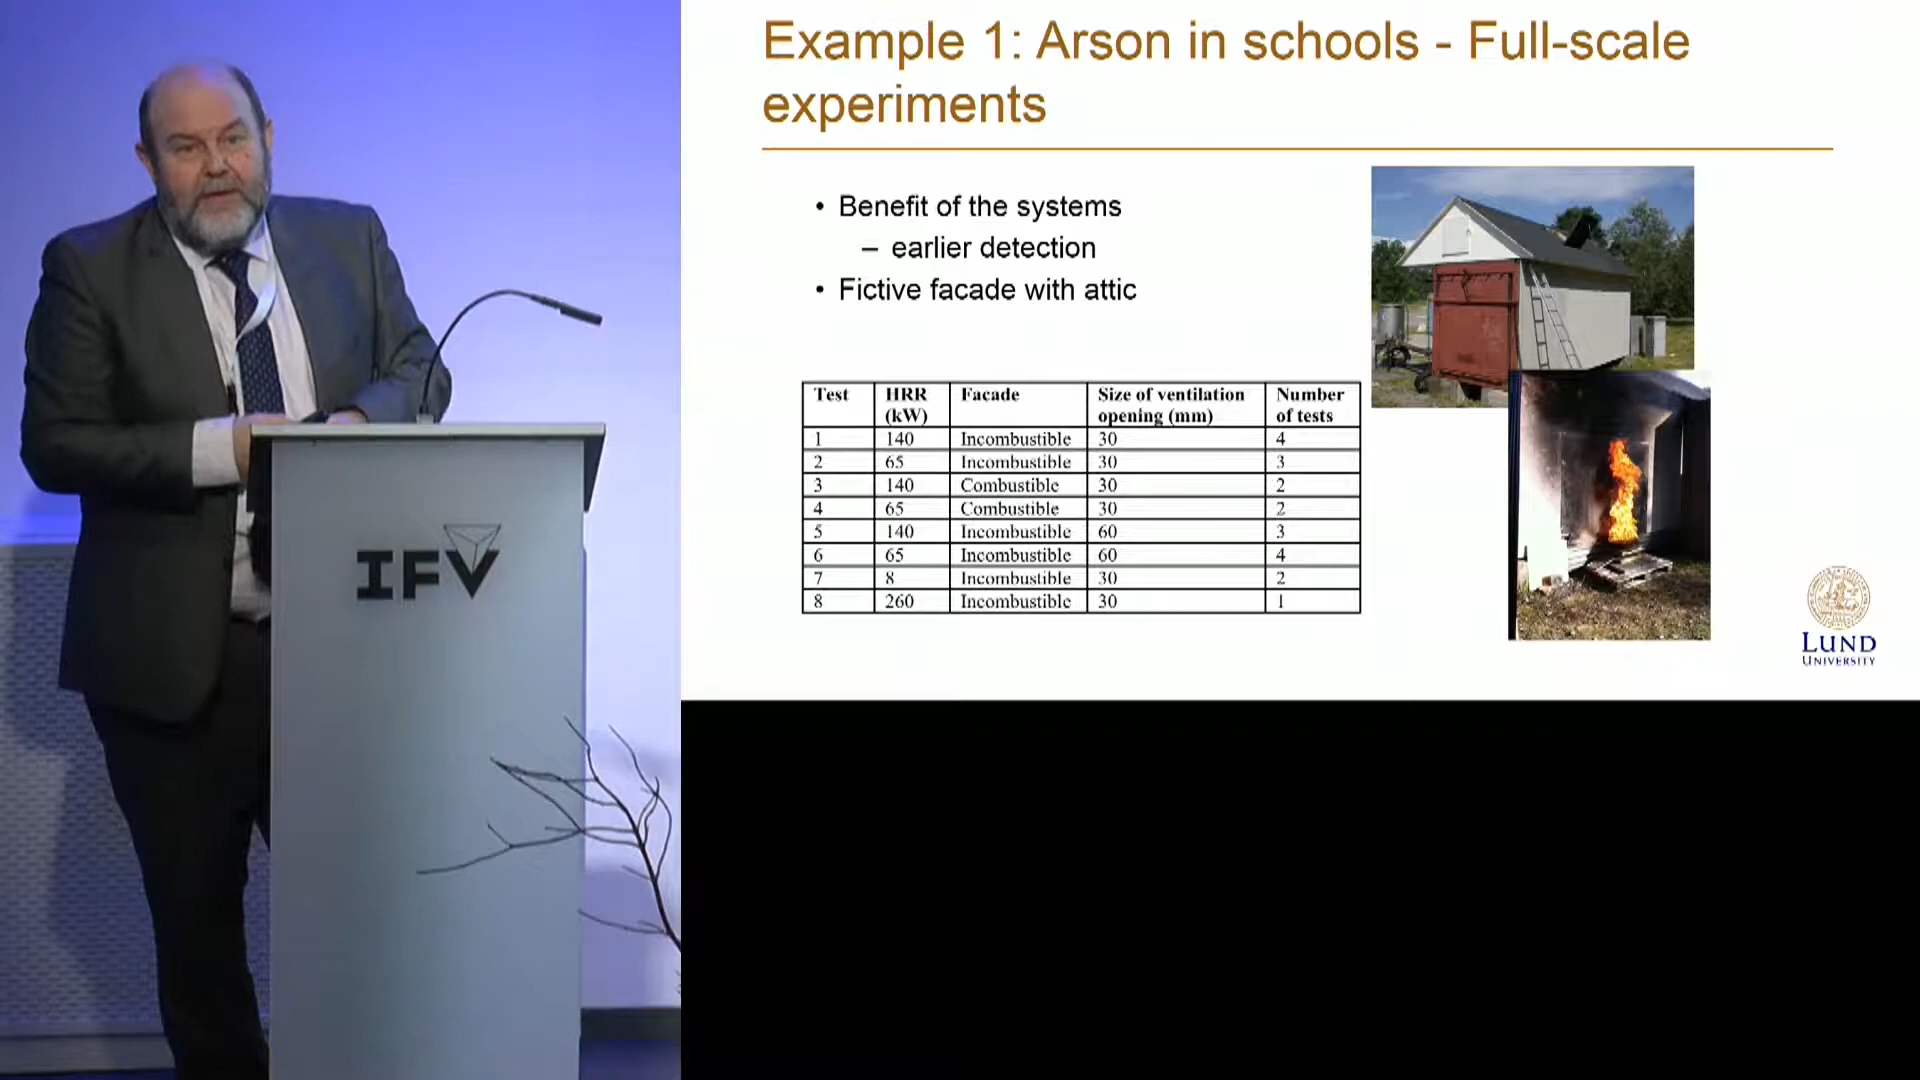 Example 1: Arson in schools - Full-scale
experiments
• Benefit of the systems
– earlier detection
• Fictive facade with attic
Test HRR (kW) Facade Size of ventilation opening (mm) Number of tests
1 140 Incombustible 30 4
2 65 Incombustible 30 3
3 140 Combustible 30 2
4 65 Combustible 30 2
5 140 Incombustible 60 3
6 65 Incombustible 60 4
7 8 Incombustible 30 2
8 260 Incombustible 30 1
LUND
UNIVERSITY
IFV